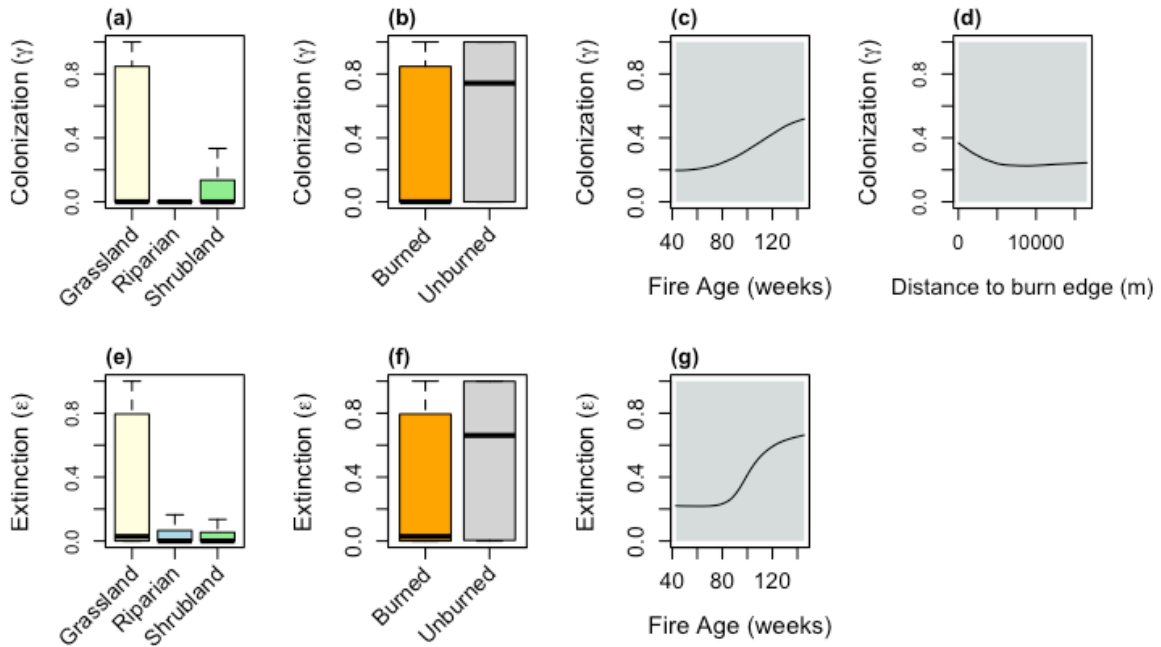 (a)
Colonization (γ)
0.0 0.4 0.8
Grassland
Riparian
Shrubland
(b)
Colonization (γ)
0.0 0.4 0.8
Burned
Unburned
(c)
Colonization (γ)
0.0 0.4 0.8
40 80 120
Fire Age (weeks)
(d)
Colonization (γ)
0.0 0.4 0.8
0 10000
Distance to burn edge (m)
(e)
Extinction (ε)
0.0 0.4 0.8
Grassland
Riparian
Shrubland
(f)
Extinction (ε)
0.0 0.4 0.8
Burned
Unburned
(g)
Extinction (ε)
0.0 0.4 0.8
40 80 120
Fire Age (weeks)